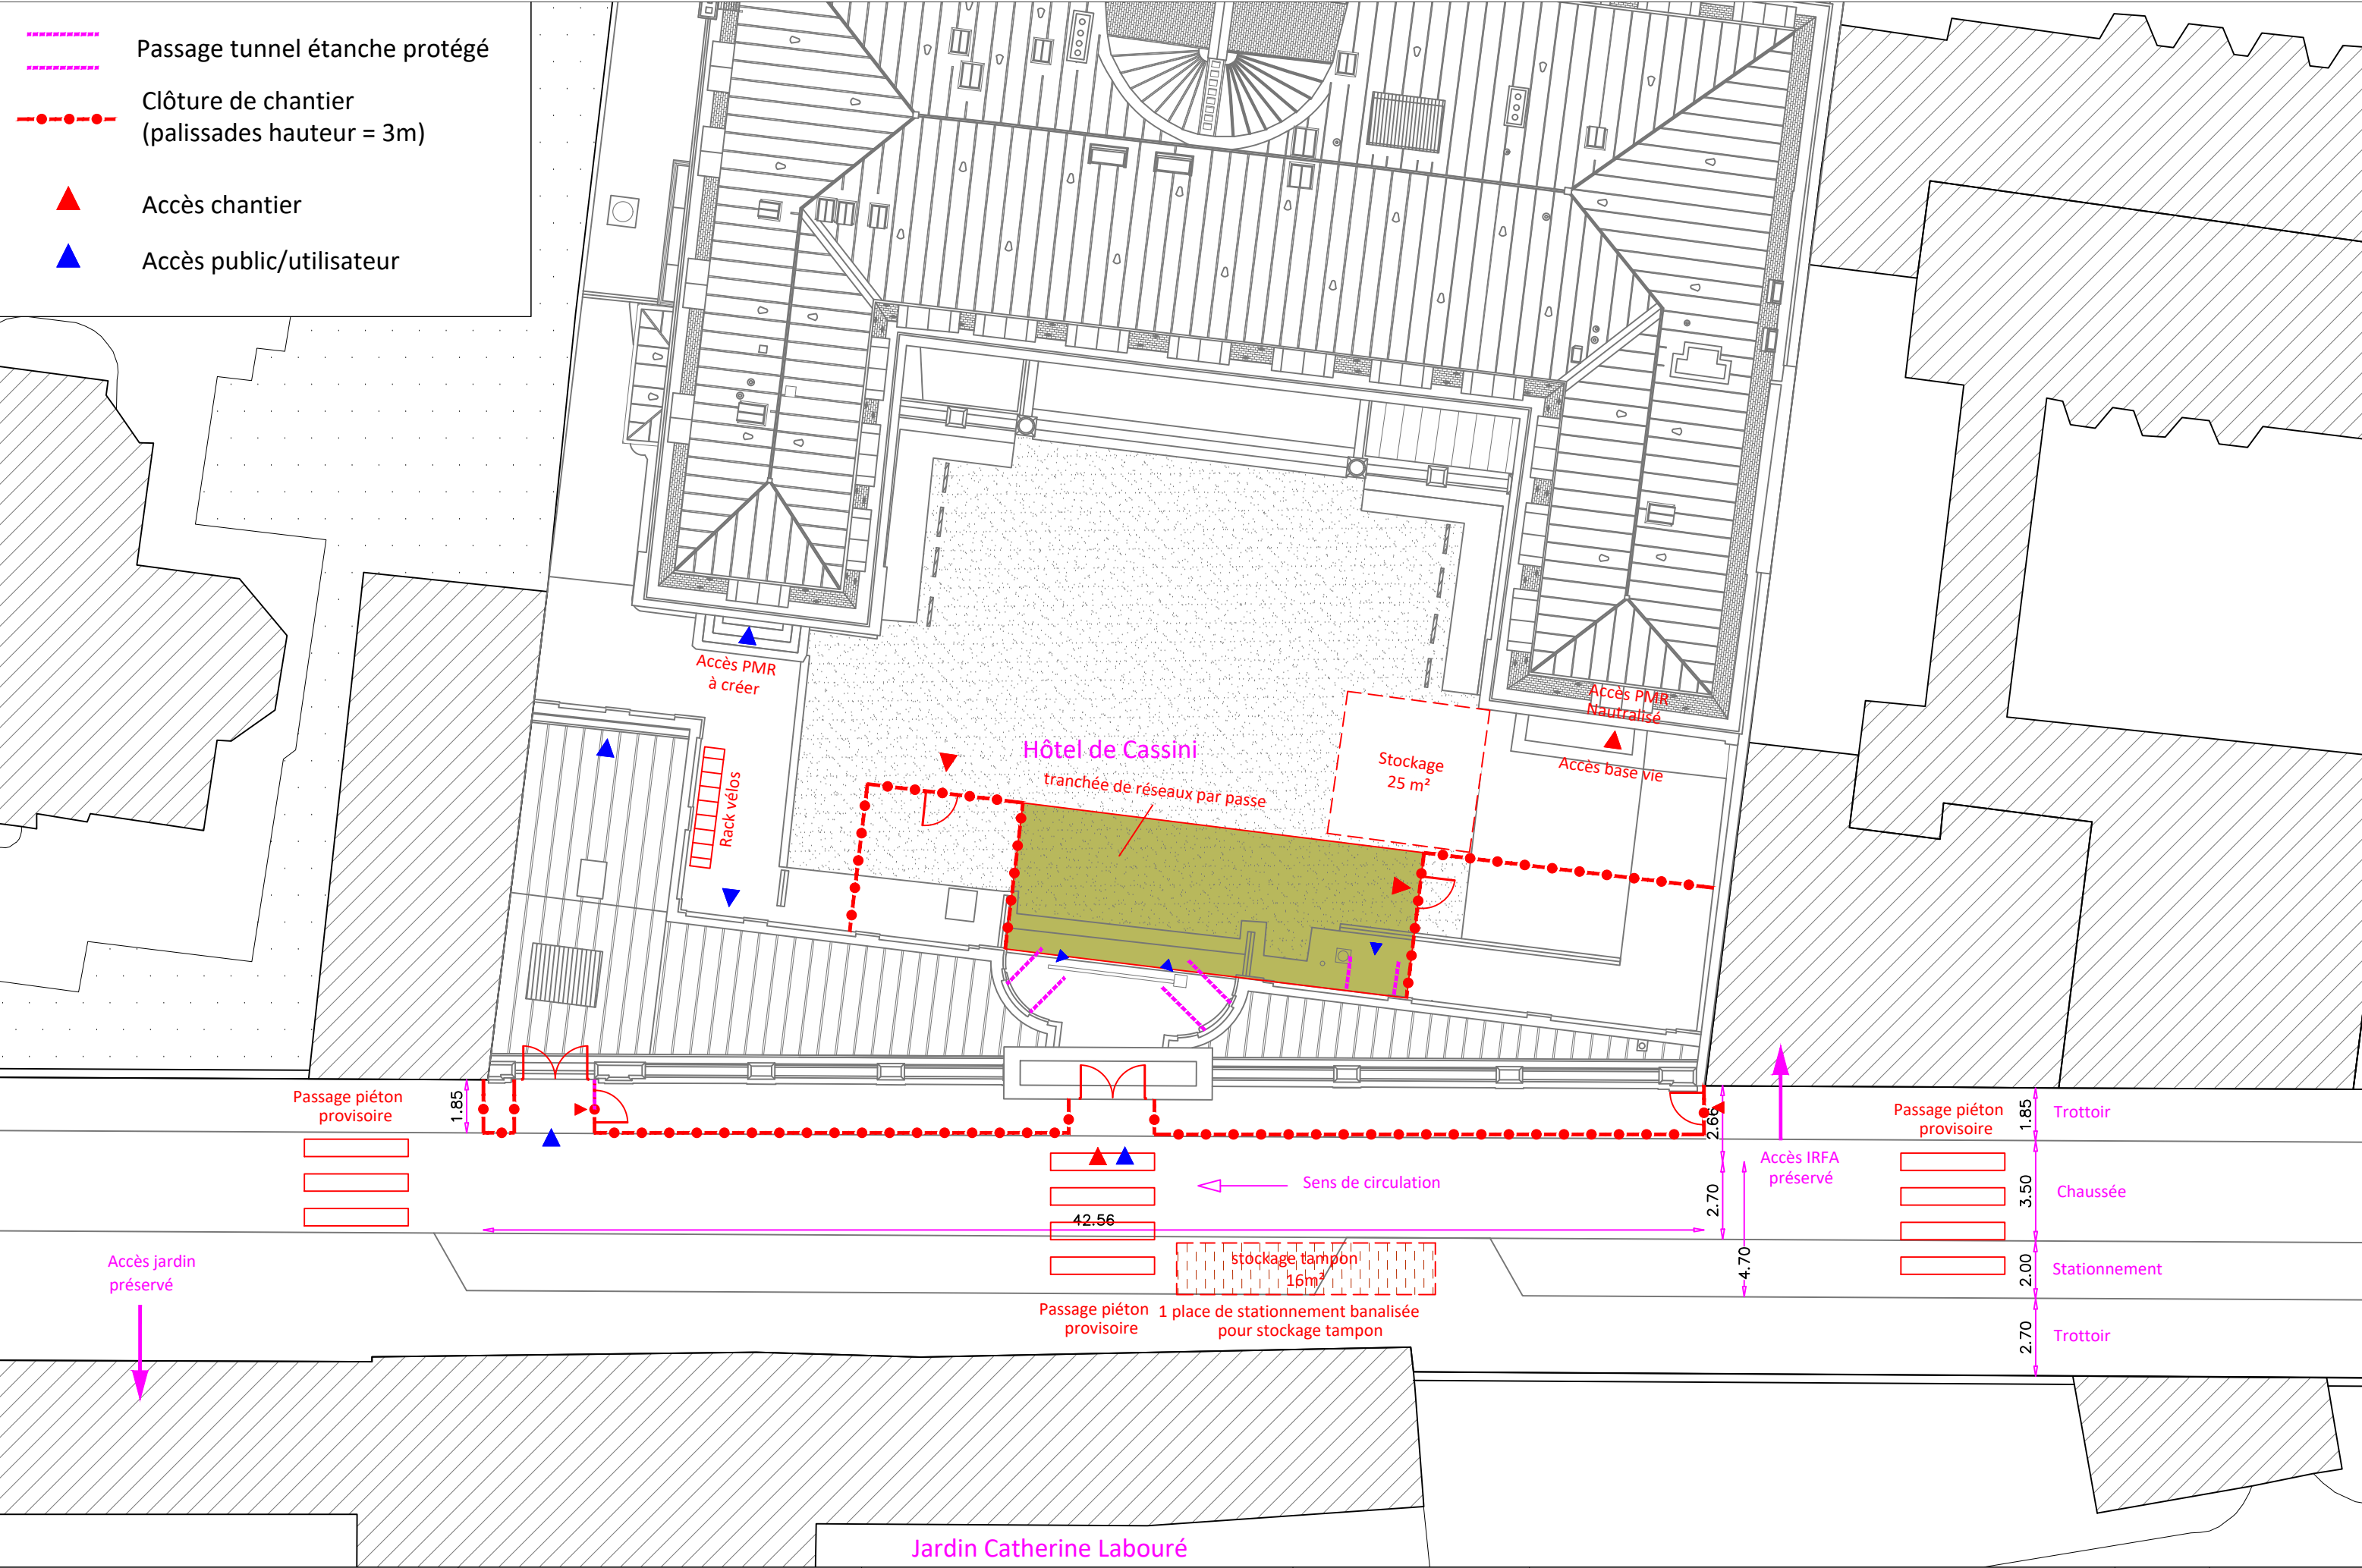 Passage tunnel étanche protégé
Clôture de chantier
(palissades hauteur = 3m)
Accès chantier
Accès public/utilisateur
Accès PMR
à créer
Accès PMR
Nautralisé
Accès base vie
Hôtel de Cassini
tranchée de réseaux par passe
Stockage
25 m²
Rack vélos
Passage piéton
provisoire
1.85
2.66
2.70
4.70
Accès IRFA
préservé
Passage piéton
provisoire
1.85
Trottoir
3.50
Chaussée
2.00
Stationnement
2.70
Trottoir
Sens de circulation
42.56
stockage tampon
16m²
Passage piéton
provisoire
1 place de stationnement banalisée
pour stockage tampon
Accès jardin
préservé
Jardin Catherine Labouré